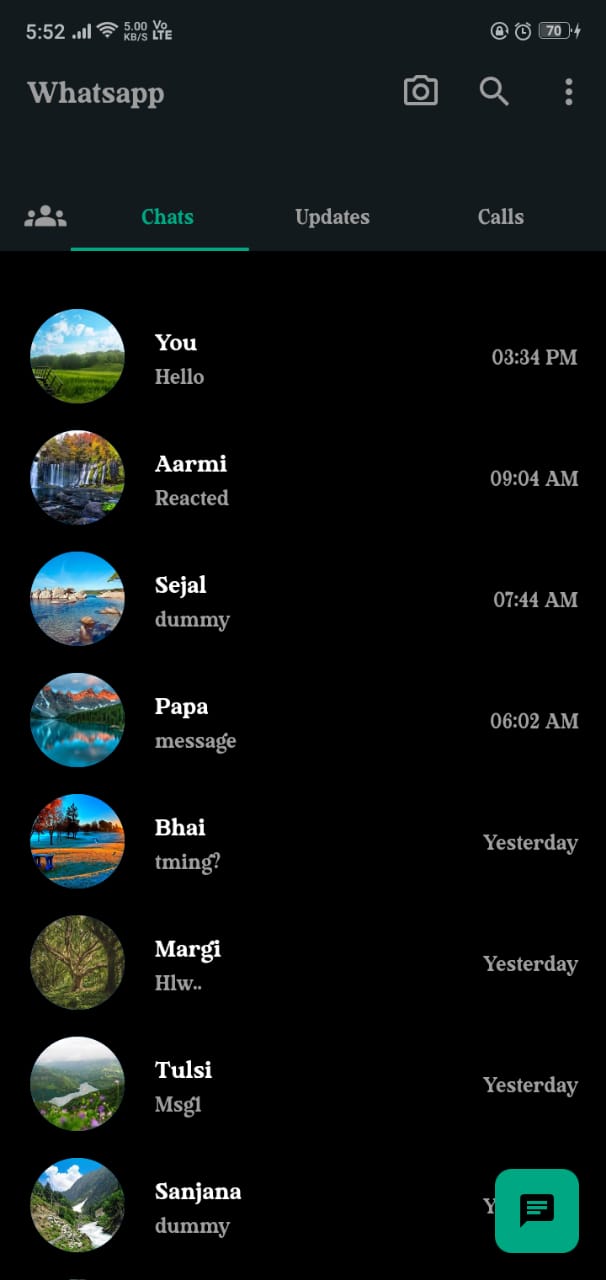 5:52 5.00 KB/S Vo LTE 70
Whatsapp
Chats Updates Calls
You
Hello 03:34 PM
Aarmi
Reacted 09:04 AM
Sejal
dummy 07:44 AM
Papa
message 06:02 AM
Bhai
tming? Yesterday
Margi
Hlw.. Yesterday
Tulsi
Msg1 Yesterday
Sanjana
dummy